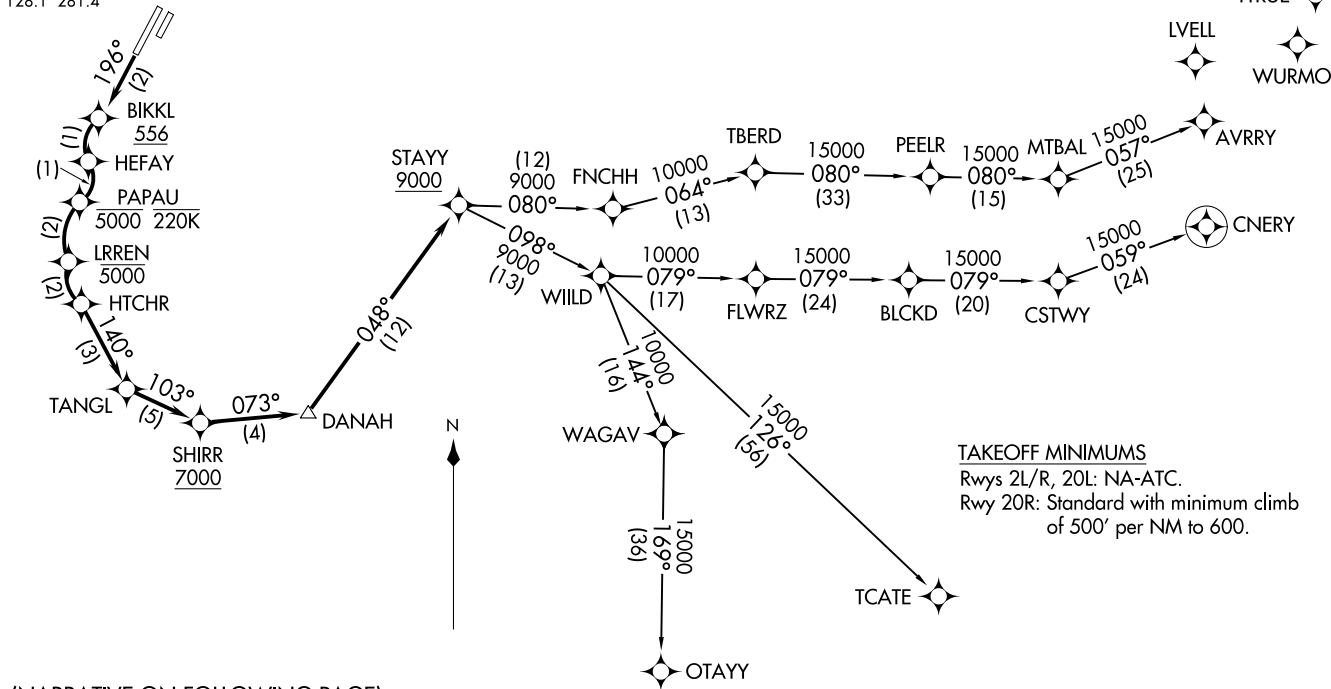 128.1 281.4
LVELL
WURMO
196°
(2)
BIKKL
556
(1)
HEFAY
(1)
PAPAU
5000 220K
(2)
LRREN
5000
(2)
HTCHR
140°
(3)
TANGL
103°
(5)
SHIRR
7000
073°
(4)
DANAH
048°
(12)
STAYY
9000
(12)
9000
080°
FNCHH
10000
064°
(13)
TBERD
15000
080°
(33)
PEELR
15000
080°
(15)
MTBAL
15000
057°
(25)
AVRRY
098°
9000
(13)
WIILD
10000
079°
(17)
FLWRZ
15000
079°
(24)
BLCKD
15000
079°
(20)
CSTWY
15000
059°
(24)
CNERY
10000
144°
(16)
WAGAV
15000
126°
(56)
TCATE
15000
169°
(36)
OTAYY
N
TAKEOFF MINIMUMS
Rwys 2L/R, 20L: NA-ATC.
Rwy 20R: Standard with minimum climb
of 500' per NM to 600.
(NARRATIVE ON FOLLOWING PAGE)